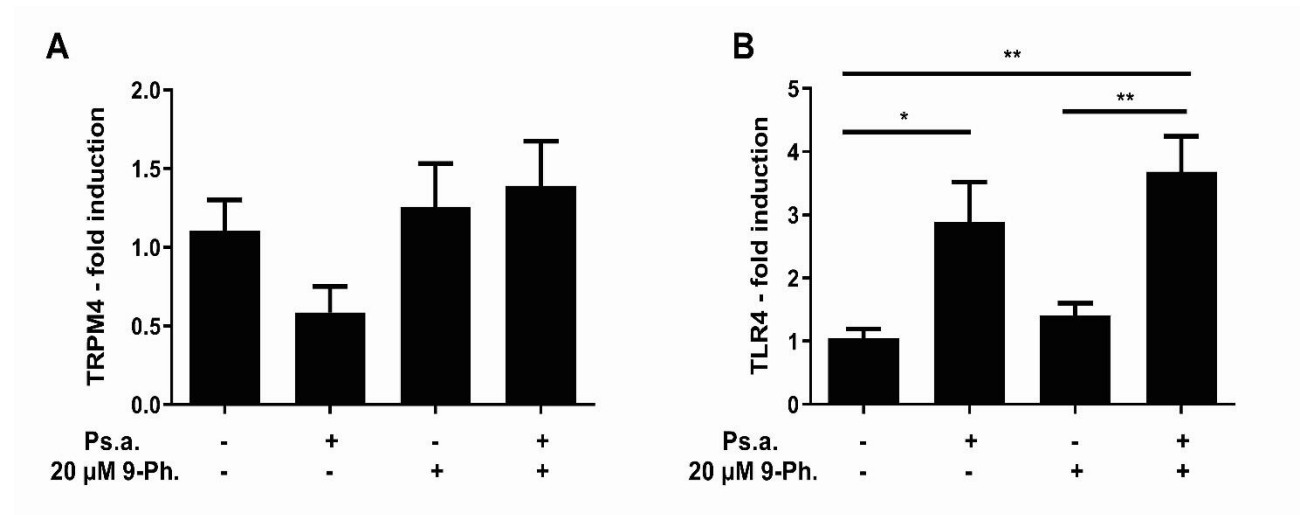 A
TRPM4 - fold induction
2.0
1.5
1.0
0.5
0.0
Ps.a. - + - +
20 µM 9-Ph. - - + +
B
TLR4 - fold induction
**
**
*
5
4
3
2
1
0
Ps.a. - + - +
20 µM 9-Ph. - - + +